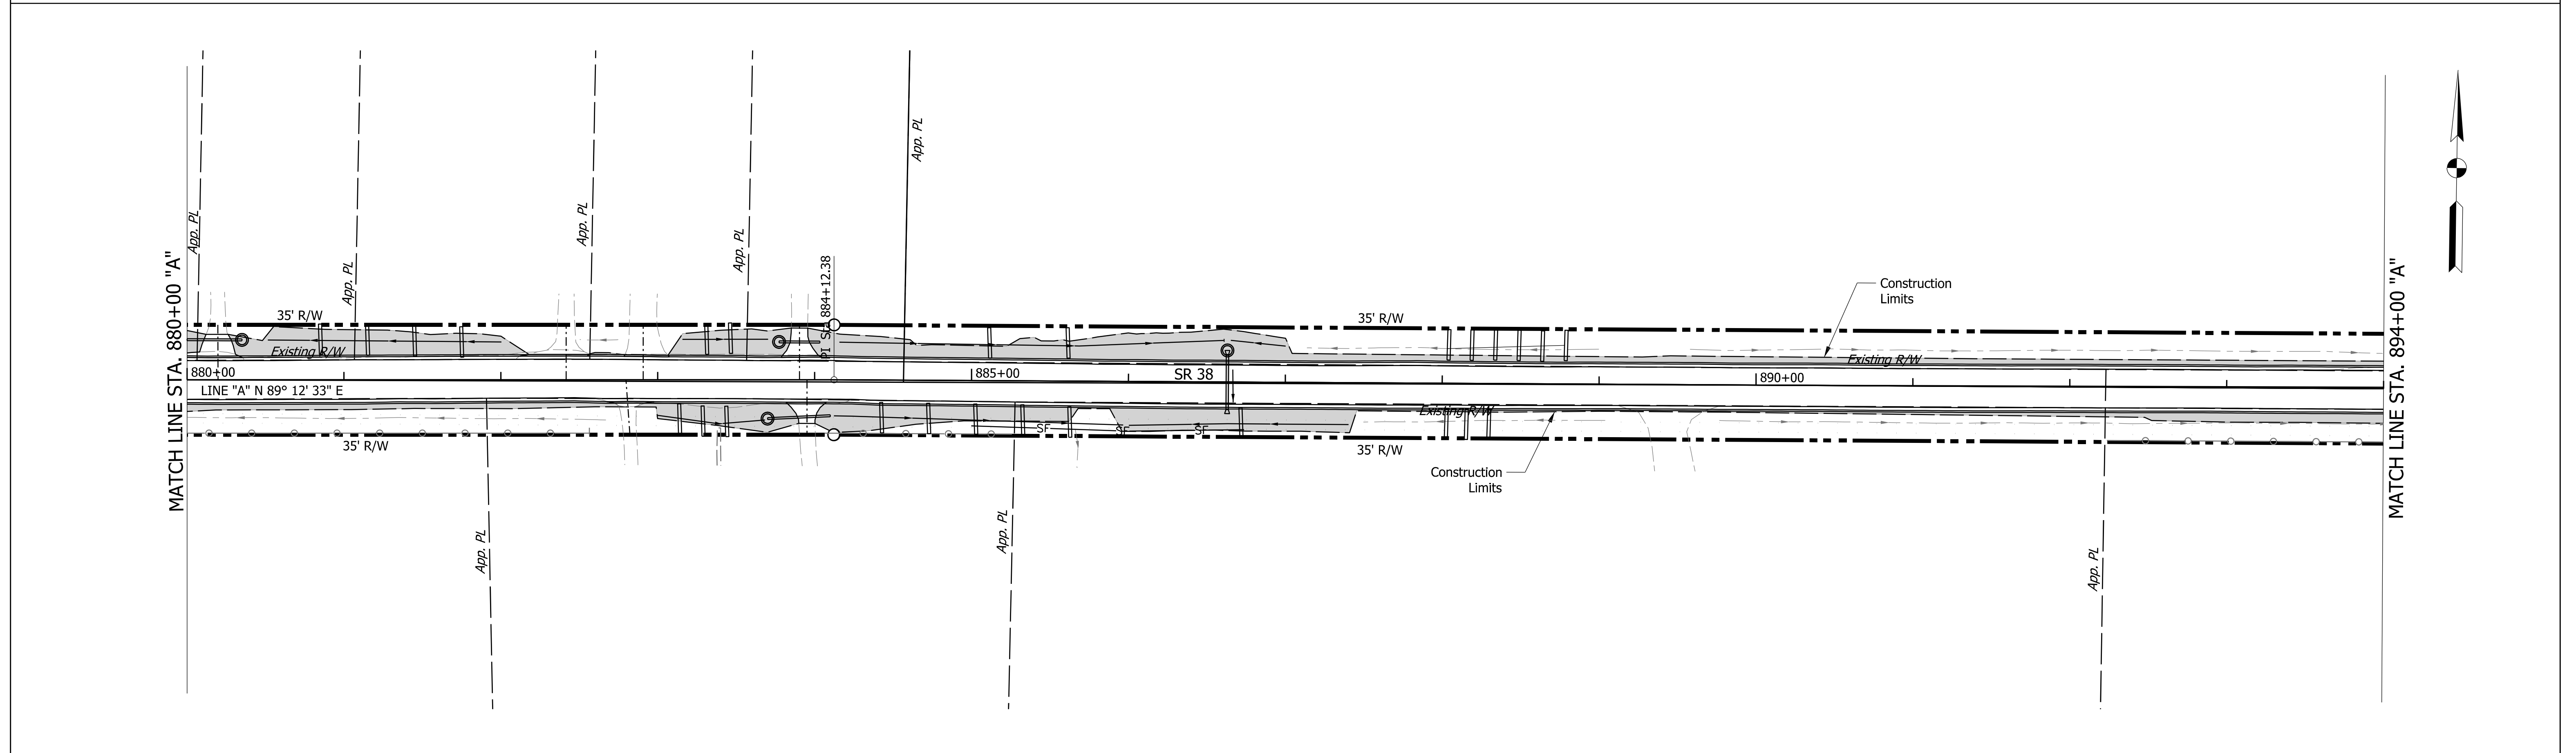 MATCH LINE STA. 880+00 "A"
App. PL
App. PL
App. PL
App. PL
App. PL
PI Sta. 884+12.38
35' R/W
35' R/W
Construction
Limits
Existing R/W
Existing R/W
880+00
885+00
SR 38
890+00
LINE "A" N 89° 12' 33" E
Existing R/W
SF
SF
SF
35' R/W
35' R/W
Construction
Limits
App. PL
App. PL
App. PL
MATCH LINE STA. 894+00 "A"